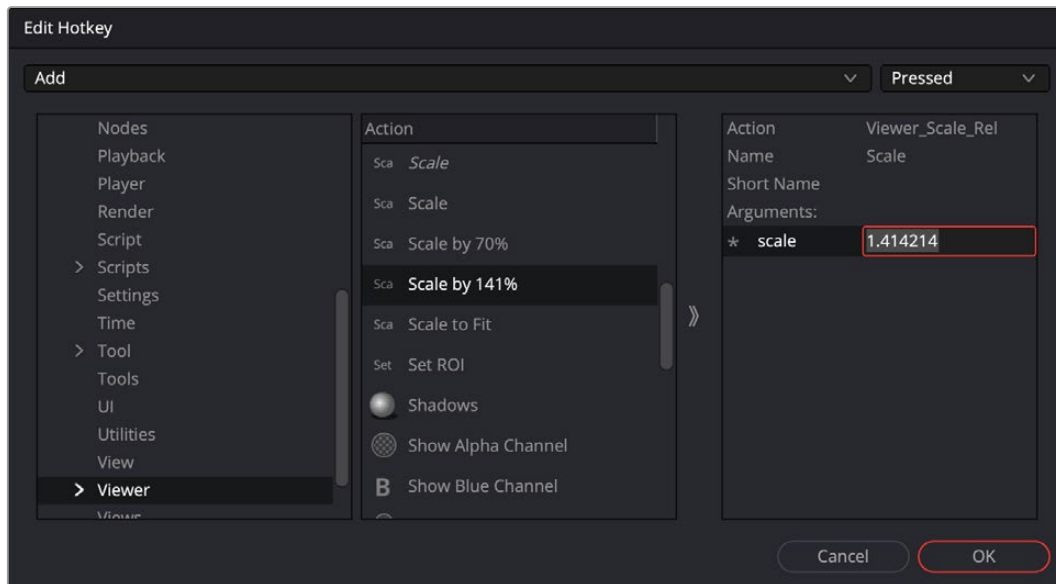 Edit Hotkey
Add
Pressed
Nodes
Playback
Player
Render
Script
> Scripts
Settings
Time
> Tool
Tools
UI
Utilities
View
> Viewer
Views
Action
Sca Scale
Sca Scale
Sca Scale by 70%
Sca Scale by 141%
Sca Scale to Fit
Set Set ROI
Shadows
Show Alpha Channel
B Show Blue Channel
Action Viewer_Scale_Rel
Name Scale
Short Name
Arguments:
* scale 1.414214
Cancel
OK